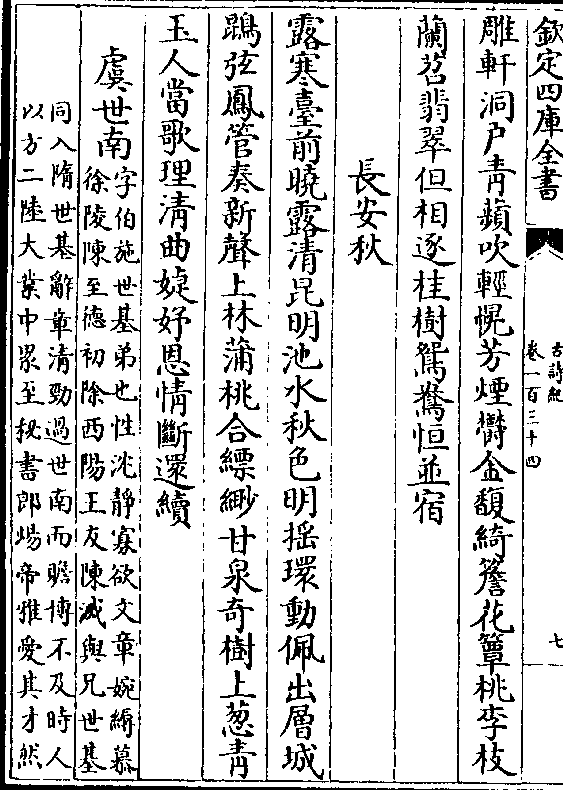 欽定四庫全書
古詩紀
卷一百三十四
七
雕軒洞户青蘋吹輕幌芳煙鬱金馥綺簷花簟桃李枝
蘭苕翡翠但相逐桂樹鴛鴦恒並宿
長安秋
露寒臺前曉露清昆明池水秋色明摇環動佩出層城
鵾弦鳳管奏新聲上林蒲桃合縹緲甘泉奇樹上葱青
玉人當歌理清曲婕妤恩情斷還續
虞世南
字伯施世基弟也性沈靜寡欲文章婉縟慕
徐陵陳至德初除西陽王友陳滅與兄世基
同入隋世基辭章清勁過世南而贍博不及時人
以方二陸大業中累至秘書郎煬帝雅愛其才然